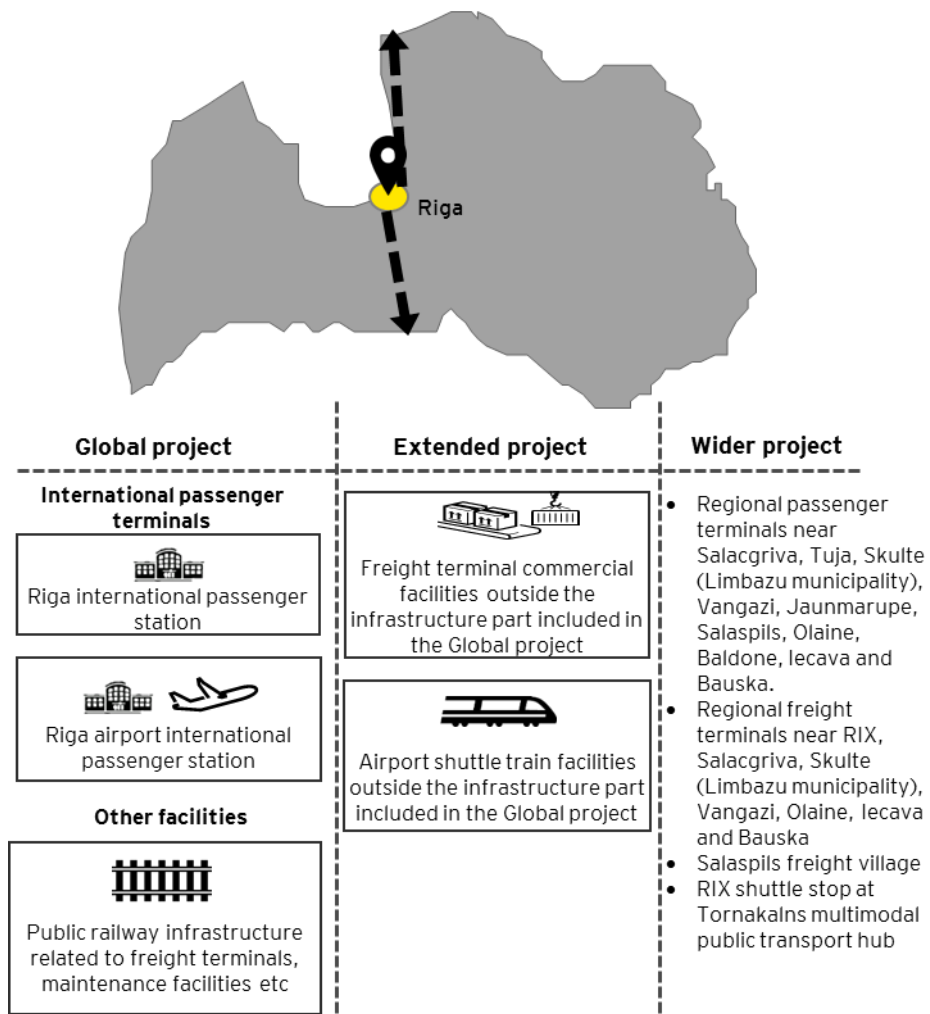 Riga
Global project
International passenger
terminals
Riga international passenger
station
Riga airport international
passenger station
Other facilities
Public railway infrastructure
related to freight terminals,
maintenance facilities etc
Extended project
Freight terminal commercial
facilities outside the
infrastructure part included in
the Global project
Airport shuttle train facilities
outside the infrastructure part
included in the Global project
Wider project
• Regional passenger
terminals near
Salacgriva, Tuja, Skulte
(Limbazu municipality),
Vangazi, Jaunmarupe,
Salaspils, Olaine,
Baldone, Iecava and
Bauska.
• Regional freight
terminals near RIX,
Salacgriva, Skulte
(Limbazu municipality),
Vangazi, Olaine, Iecava
and Bauska
• Salaspils freight village
• RIX shuttle stop at
Tornakalns multimodal
public transport hub